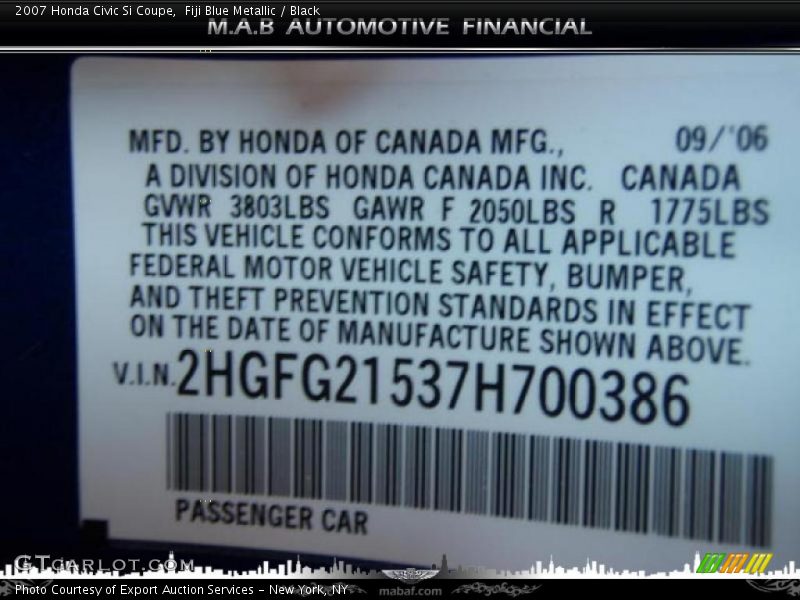 2007 Honda Civic Si Coupe,  Fiji Blue Metallic / Black
M.A.B AUTOMOTIVE FINANCIAL
MFD. BY HONDA OF CANADA MFG., 09/'06
A DIVISION OF HONDA CANADA INC. CANADA
GVWR 3803LBS GAWR F 2050LBS R 1775LBS
THIS VEHICLE CONFORMS TO ALL APPLICABLE
FEDERAL MOTOR VEHICLE SAFETY, BUMPER,
AND THEFT PREVENTION STANDARDS IN EFFECT
ON THE DATE OF MANUFACTURE SHOWN ABOVE.
V.I.N. 2HGFG21537H700386
PASSENGER CAR
GTcarlot.com
Photo Courtesy of Export Auction Services - New York, NY
mabaf.com